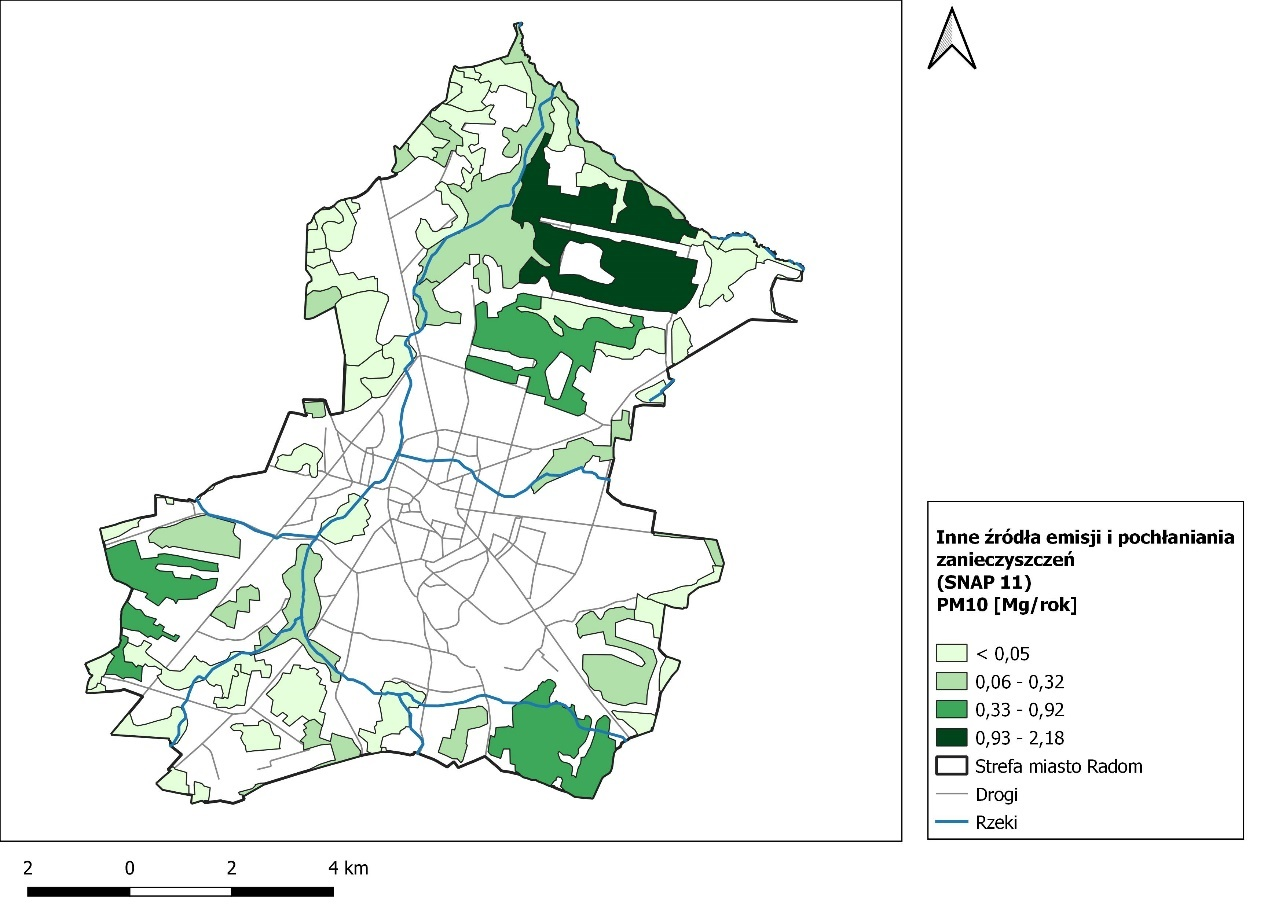 Inne źródła emisji i pochłaniania
zanieczyszczeń
(SNAP 11)
PM10 [Mg/rok]
< 0,05
0,06 - 0,32
0,33 - 0,92
0,93 - 2,18
Strefa miasto Radom
Drogi
Rzeki
2 0 2 4 km